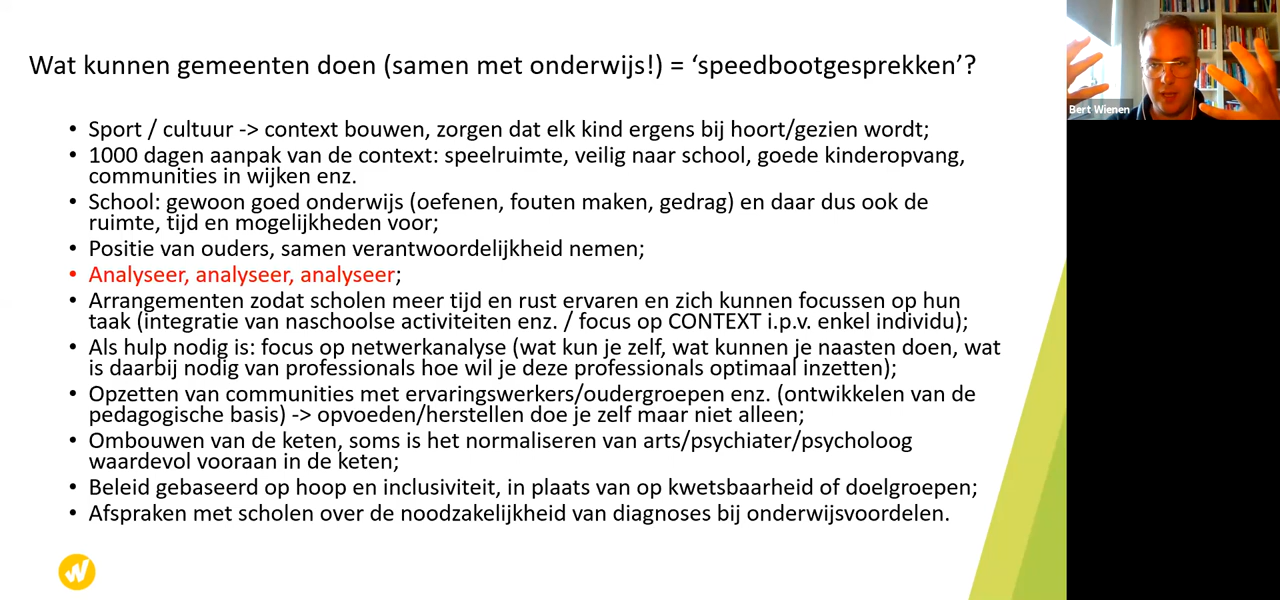 Wat kunnen gemeenten doen (samen met onderwijs!) = ‘speedbootgesprekken’?
Bert Wienen
• Sport / cultuur -> context bouwen, zorgen dat elk kind ergens bij hoort/gezien wordt;
• 1000 dagen aanpak van de context: speelruimte, veilig naar school, goede kinderopvang,
communities in wijken enz.
• School: gewoon goed onderwijs (oefenen, fouten maken, gedrag) en daar dus ook de
ruimte, tijd en mogelijkheden voor;
• Positie van ouders, samen verantwoordelijkheid nemen;
• Analyseer, analyseer, analyseer;
• Arrangementen zodat scholen meer tijd en rust ervaren en zich kunnen focussen op hun
taak (integratie van naschoolse activiteiten enz. / focus op CONTEXT i.p.v. enkel individu);
• Als hulp nodig is: focus op netwerkanalyse (wat kun je zelf, wat kunnen je naasten doen, wat
is daarbij nodig van professionals hoe wil je deze professionals optimaal inzetten);
• Opzetten van communities met ervaringswerkers/oudergroepen enz. (ontwikkelen van de
pedagogische basis) -> opvoeden/herstellen doe je zelf maar niet alleen;
• Ombouwen van de keten, soms is het normaliseren van arts/psychiater/psycholoog
waardevol vooraan in de keten;
• Beleid gebaseerd op hoop en inclusiviteit, in plaats van op kwetsbaarheid of doelgroepen;
• Afspraken met scholen over de noodzakelijkheid van diagnoses bij onderwijsvoordelen.